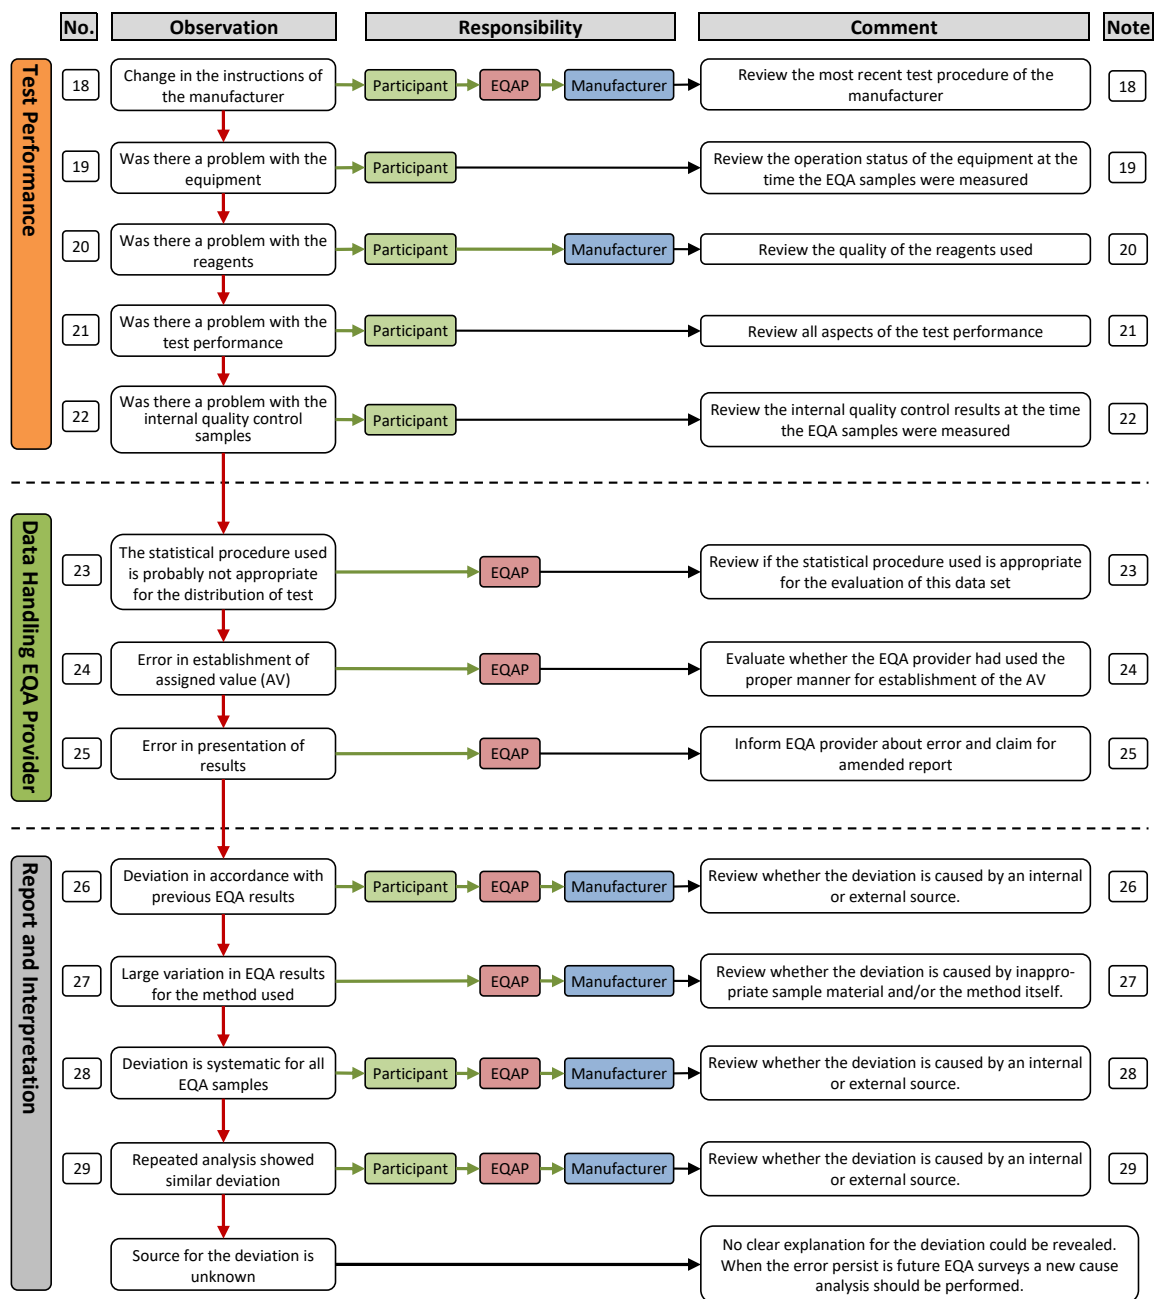 No.
Observation
Responsibility
Comment
Note
Test Performance
18
Change in the instructions of
the manufacturer
Participant
EQAP
Manufacturer
Review the most recent test procedure of the
manufacturer
18
19
Was there a problem with the
equipment
Participant
Review the operation status of the equipment at the
time the EQA samples were measured
19
20
Was there a problem with the
reagents
Participant
Manufacturer
Review the quality of the reagents used
20
21
Was there a problem with the
test performance
Participant
Review all aspects of the test performance
21
22
Was there a problem with the
internal quality control
samples
Participant
Review the internal quality control results at the time
the EQA samples were measured
22
Data Handling EQA Provider
23
The statistical procedure used
is probably not appropriate
for the distribution of test
EQAP
Review if the statistical procedure used is appropriate
for the evaluation of this data set
23
24
Error in establishment of
assigned value (AV)
EQAP
Evaluate whether the EQA provider had used the
proper manner for establishment of the AV
24
25
Error in presentation of
results
EQAP
Inform EQA provider about error and claim for
amended report
25
Report and Interpretation
26
Deviation in accordance with
previous EQA results
Participant
EQAP
Manufacturer
Review whether the deviation is caused by an internal
or external source.
26
27
Large variation in EQA results
for the method used
EQAP
Manufacturer
Review whether the deviation is caused by inappro-
priate sample material and/or the method itself.
27
28
Deviation is systematic for all
EQA samples
Participant
EQAP
Manufacturer
Review whether the deviation is caused by an internal
or external source.
28
29
Repeated analysis showed
similar deviation
Participant
EQAP
Manufacturer
Review whether the deviation is caused by an internal
or external source.
29
Source for the deviation is
unknown
No clear explanation for the deviation could be revealed.
When the error persist is future EQA surveys a new cause
analysis should be performed.